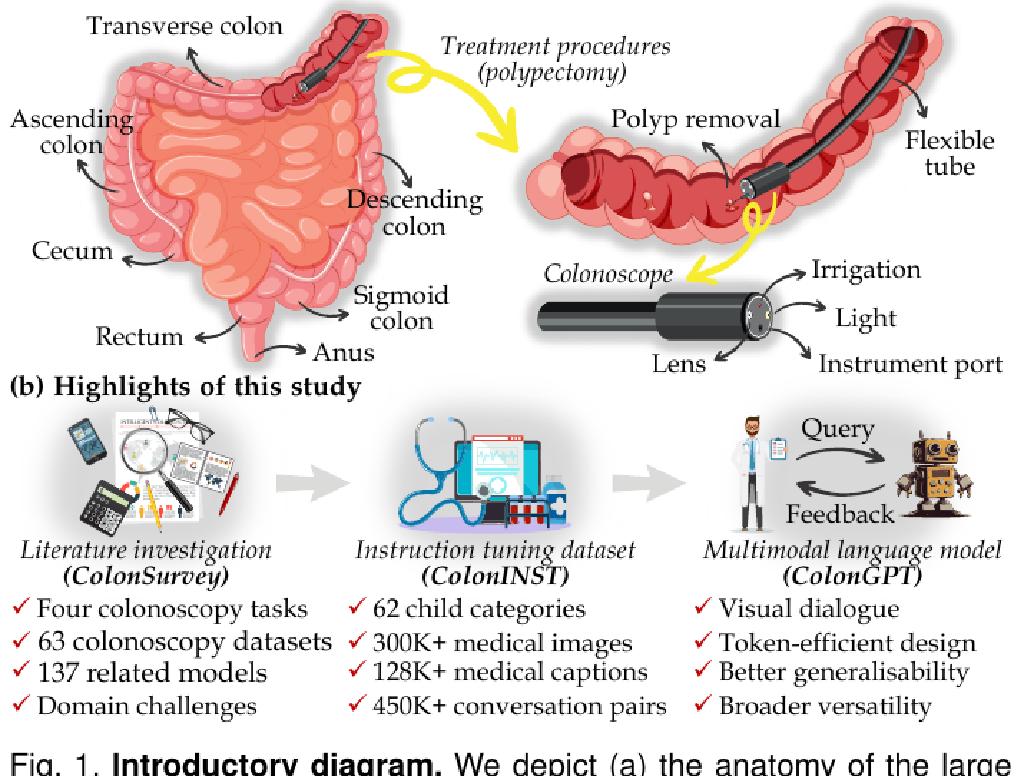 Transverse colon
Treatment procedures
(polypectomy)
Ascending
colon
Polyp removal
Flexible
tube
Descending
colon
Cecum
Colonoscope
Irrigation
Sigmoid
colon
Light
Rectum
Anus
Lens
Instrument port
(b) Highlights of this study
Query
Feedback
Literature investigation
(ColonSurvey)
✓ Four colonoscopy tasks
✓ 63 colonoscopy datasets
✓ 137 related models
✓ Domain challenges
Instruction tuning dataset
(ColonINST)
✓ 62 child categories
✓ 300K+ medical images
✓ 128K+ medical captions
✓ 450K+ conversation pairs
Multimodal language model
(ColonGPT)
✓ Visual dialogue
✓ Token-efficient design
✓ Better generalisability
✓ Broader versatility
Fig. 1. Introductory diagram. We depict (a) the anatomy of the large